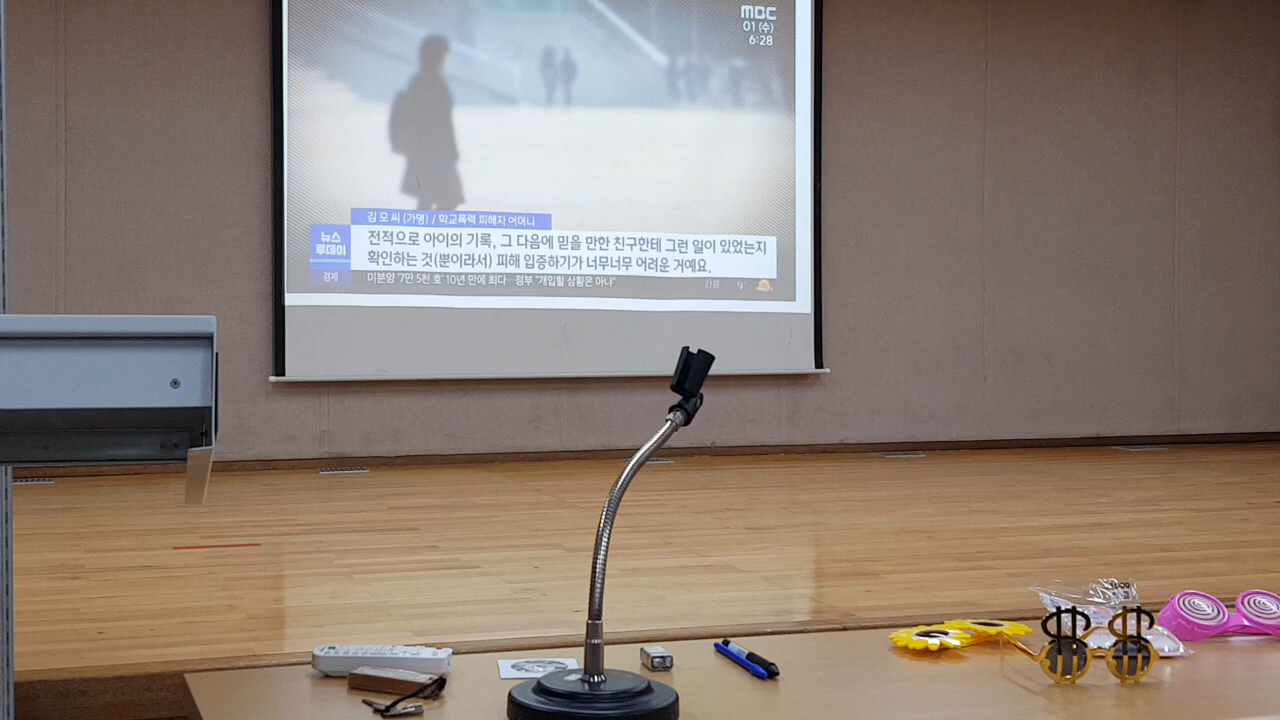 MBC
01 (수)
6:28
김 모 씨 (가명) / 학교폭력 피해자 어머니
뉴스
투데이
전적으로 아이의 기록, 그 다음에 믿을 만한 친구한테 그런 일이 있었는지
확인하는 것(뿐이라서) 피해 입증하기가 너무너무 어려운 거예요.
경제
미분양 '7만 5천 호' 10년 만에 최다…정부 "개입할 상황은 아냐"